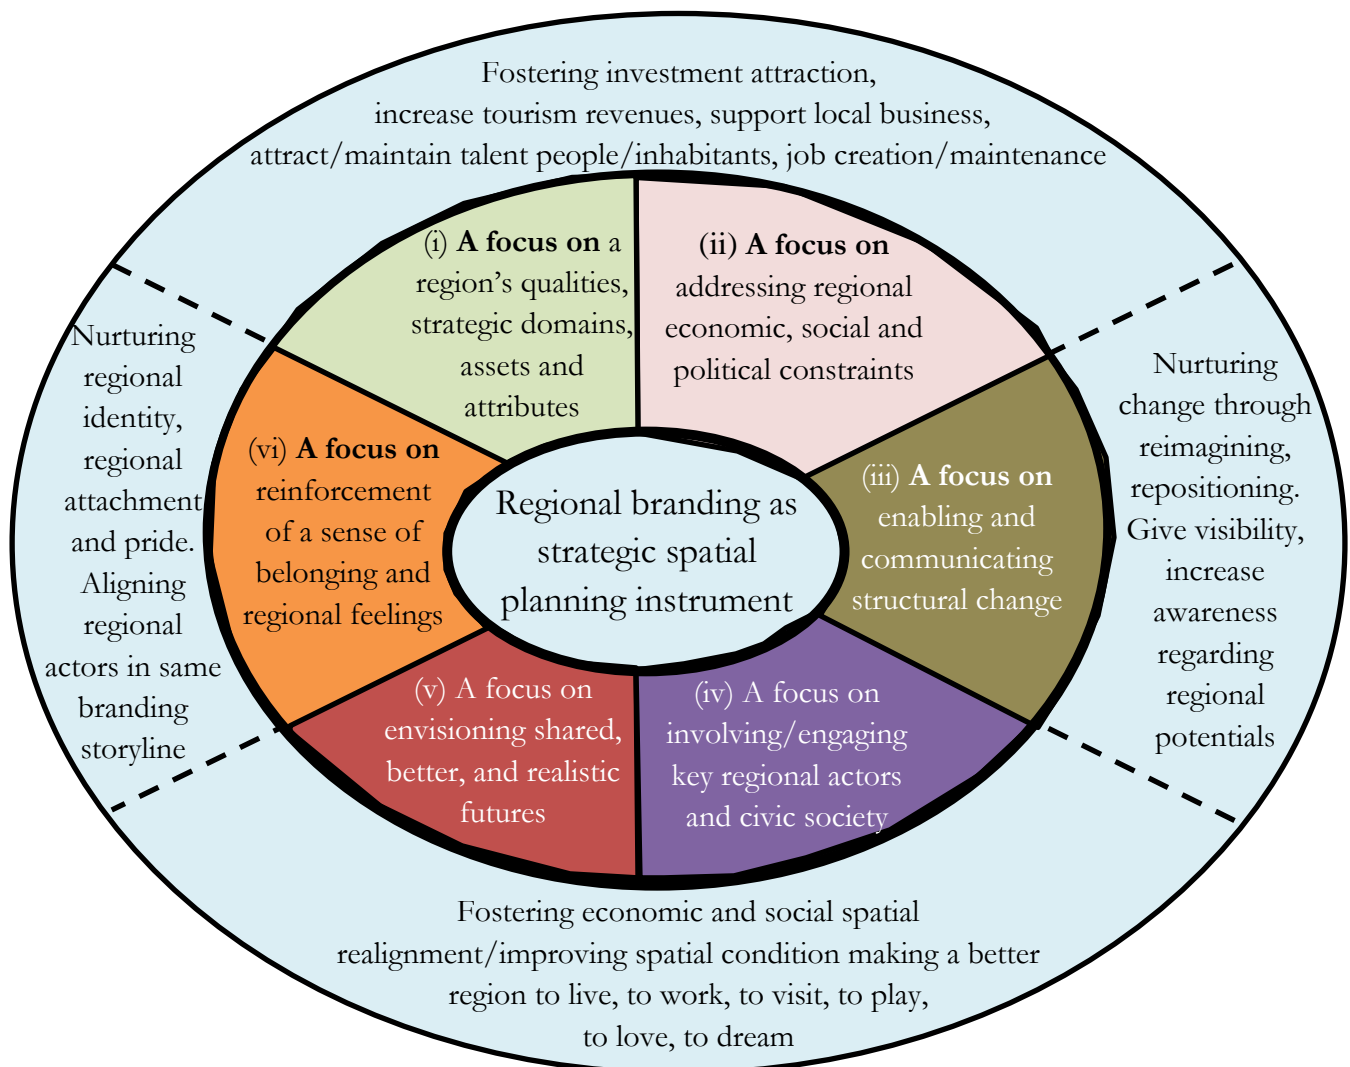 Fostering investment attraction,
increase tourism revenues, support local business,
attract/maintain talent people/inhabitants, job creation/maintenance
(i) A focus on a
region’s qualities,
strategic domains,
assets and
attributes
(ii) A focus on
addressing regional
economic, social and
political constraints
Nurturing
regional
identity,
regional
attachment
and pride.
Aligning
regional
actors in same
branding
storyline
(vi) A focus on
reinforcement
of a sense of
belonging and
regional feelings
Regional branding as
strategic spatial
planning instrument
(iii) A focus on
enabling and
communicating
structural change
Nurturing
change through
reimagining,
repositioning.
Give visibility,
increase
awareness
regarding
regional
potentials
(v) A focus on
envisioning shared,
better, and realistic
futures
(iv) A focus on
involving/engaging
key regional actors
and civic society
Fostering economic and social spatial
realignment/improving spatial condition making a better
region to live, to work, to visit, to play,
to love, to dream